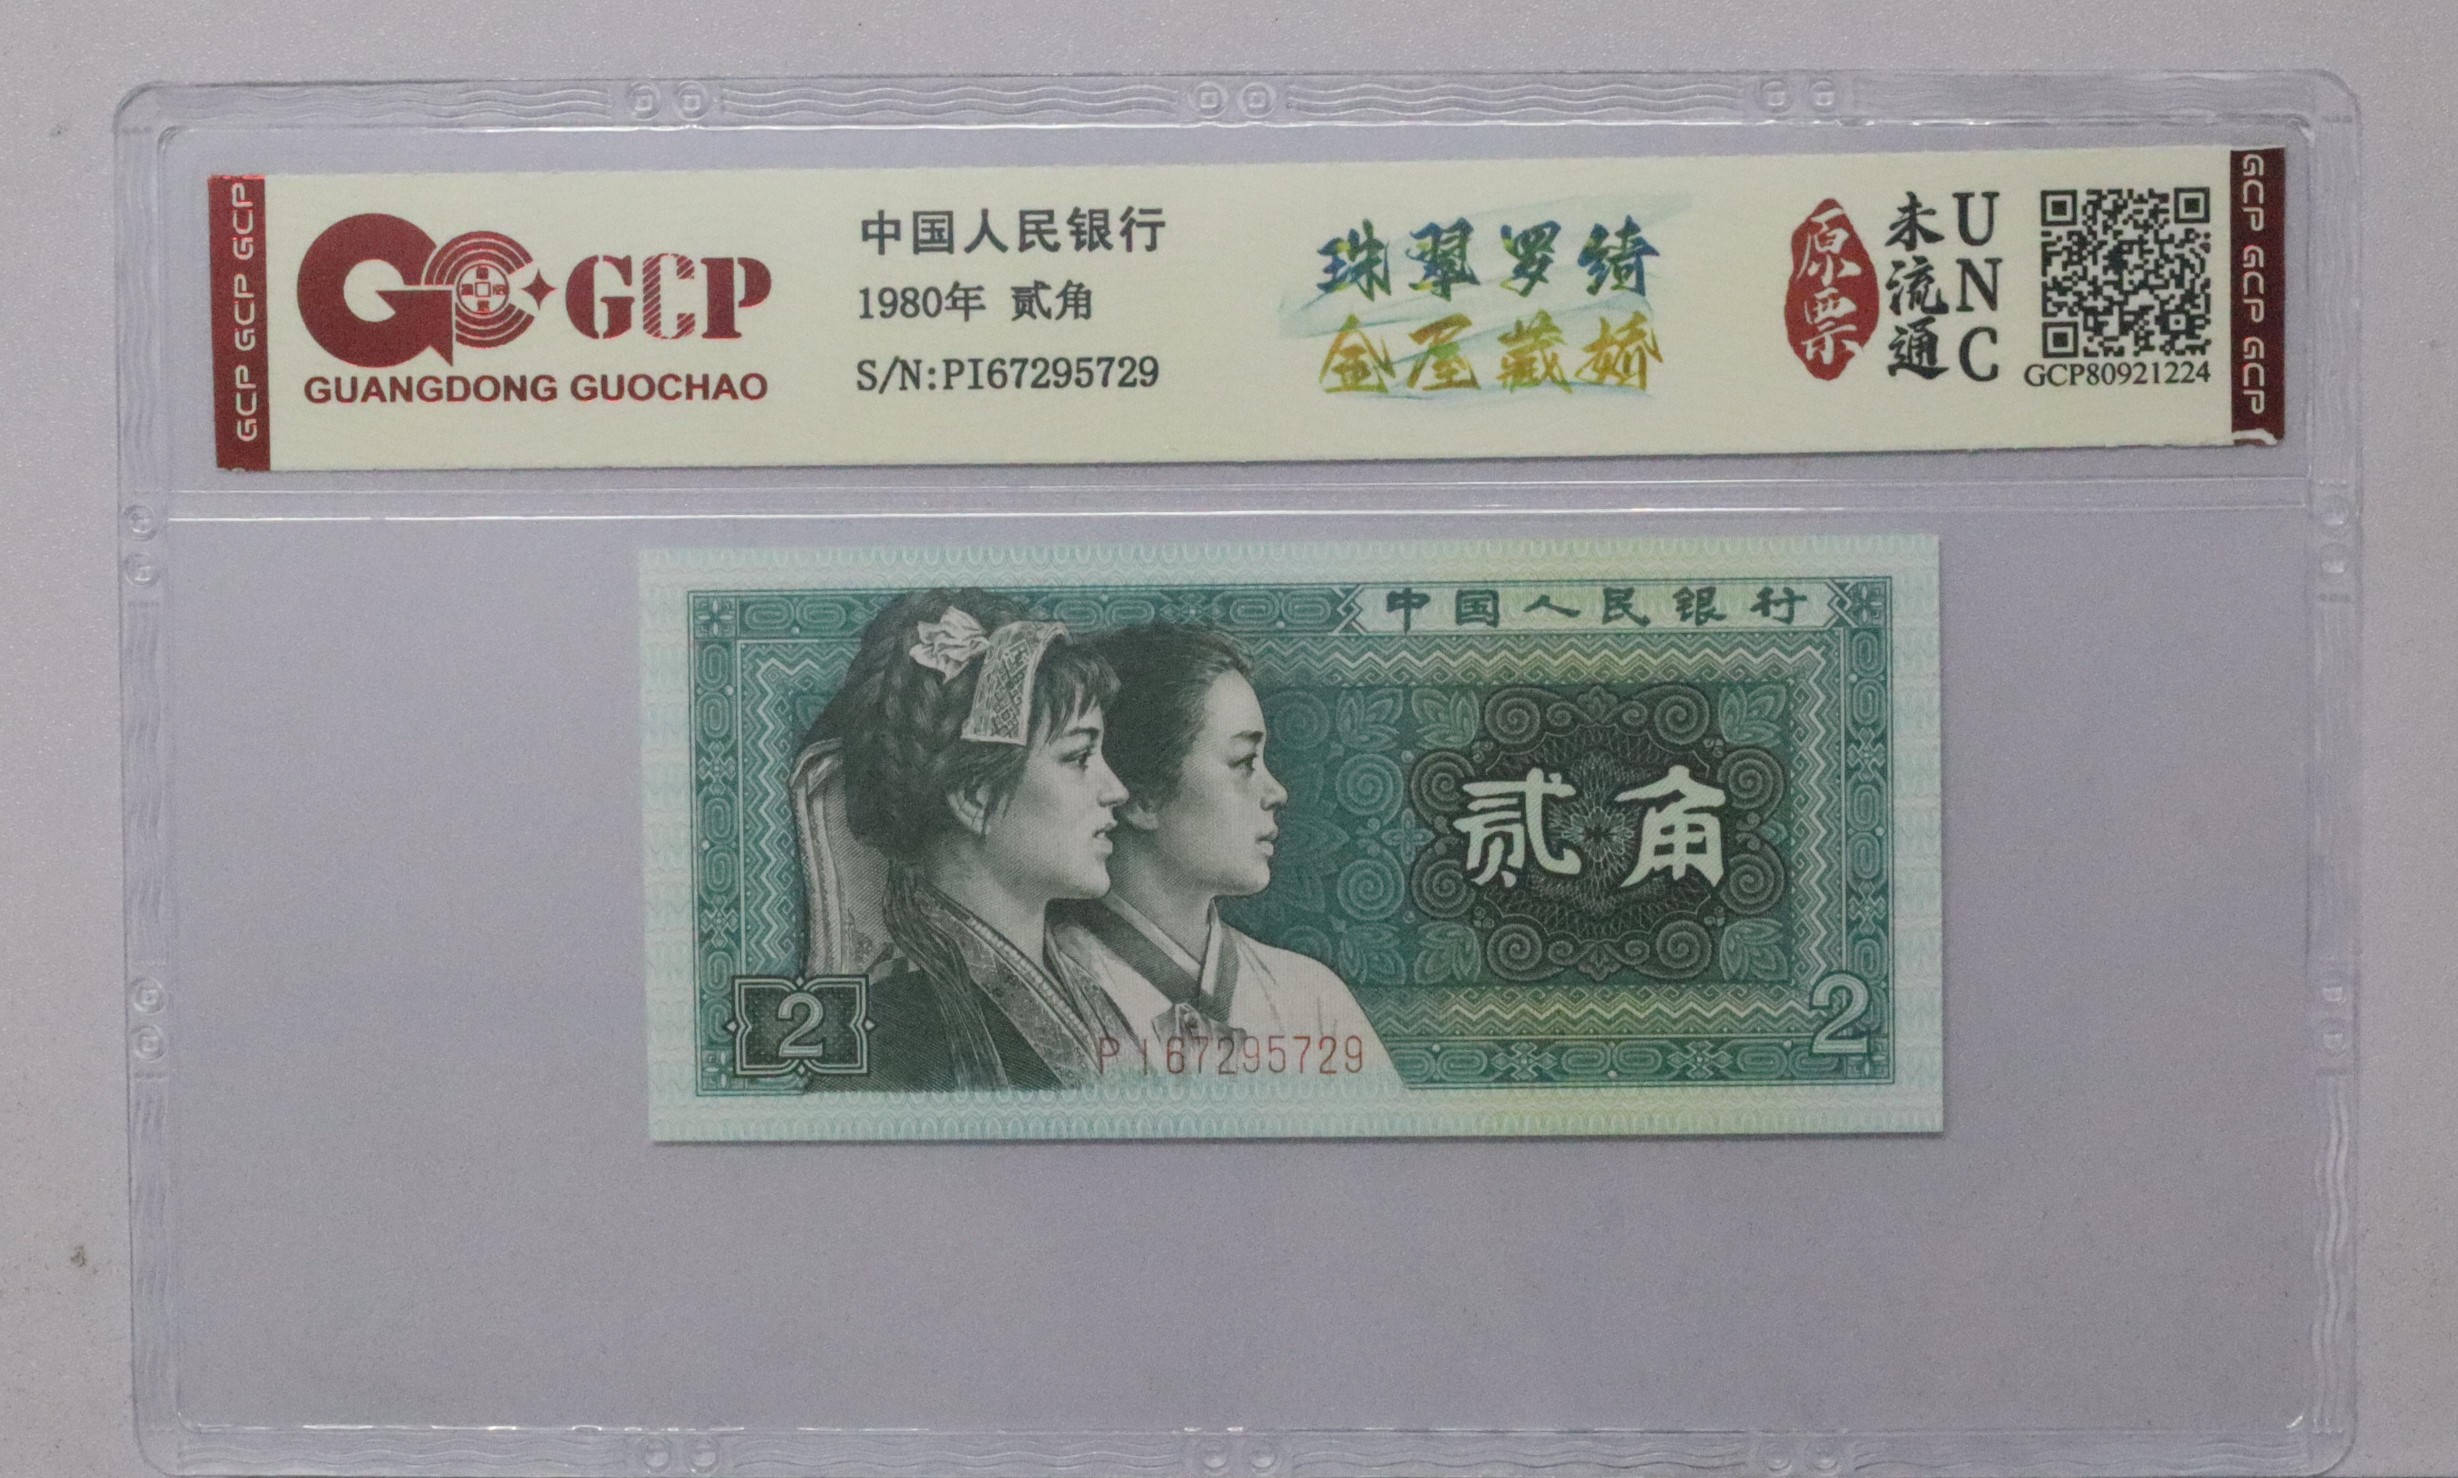 GCP GCP GCP
GCP
GUANGDONG GUOCHAO
中国人民银行
1980年 贰角
S/N:PI67295729
珠翠罗绮
金屋藏娇
原票
未流通
UNC
GCP80921224
GCP GCP GCP
中国人民银行
贰角
2
PI67295729
2